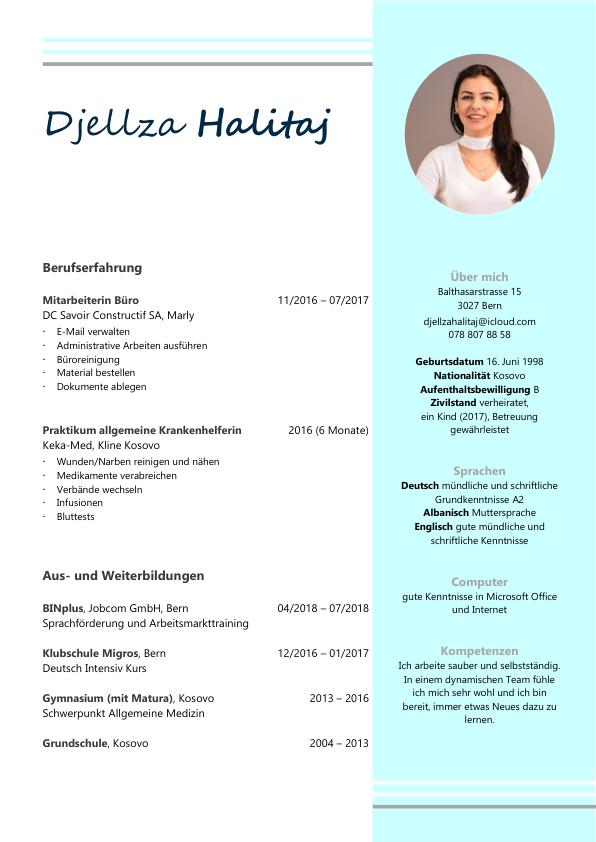 Djellza Halitaj
Berufserfahrung
Mitarbeiterin Büro 11/2016 – 07/2017
DC Savoir Constructif SA, Marly
· E-Mail verwalten
· Administrative Arbeiten ausführen
· Büroreinigung
· Material bestellen
· Dokumente ablegen
Praktikum allgemeine Krankenhelferin 2016 (6 Monate)
Keka-Med, Kline Kosovo
· Wunden/Narben reinigen und nähen
· Medikamente verabreichen
· Verbände wechseln
· Infusionen
· Bluttests
Aus- und Weiterbildungen
BINplus, Jobcom GmbH, Bern 04/2018 – 07/2018
Sprachförderung und Arbeitsmarkttraining
Klubschule Migros, Bern 12/2016 – 01/2017
Deutsch Intensiv Kurs
Gymnasium (mit Matura), Kosovo 2013 – 2016
Schwerpunkt Allgemeine Medizin
Grundschule, Kosovo 2004 – 2013
Über mich
Balthasarstrasse 15
3027 Bern
djellzahalitaj@icloud.com
078 807 88 58
Geburtsdatum 16. Juni 1998
Nationalität Kosovo
Aufenthaltsbewilligung B
Zivilstand verheiratet,
ein Kind (2017), Betreuung
gewährleistet
Sprachen
Deutsch mündliche und schriftliche
Grundkenntnisse A2
Albanisch Muttersprache
Englisch gute mündliche und
schriftliche Kenntnisse
Computer
gute Kenntnisse in Microsoft Office
und Internet
Kompetenzen
Ich arbeite sauber und selbstständig.
In einem dynamischen Team fühle
ich mich sehr wohl und ich bin
bereit, immer etwas Neues dazu zu
lernen.